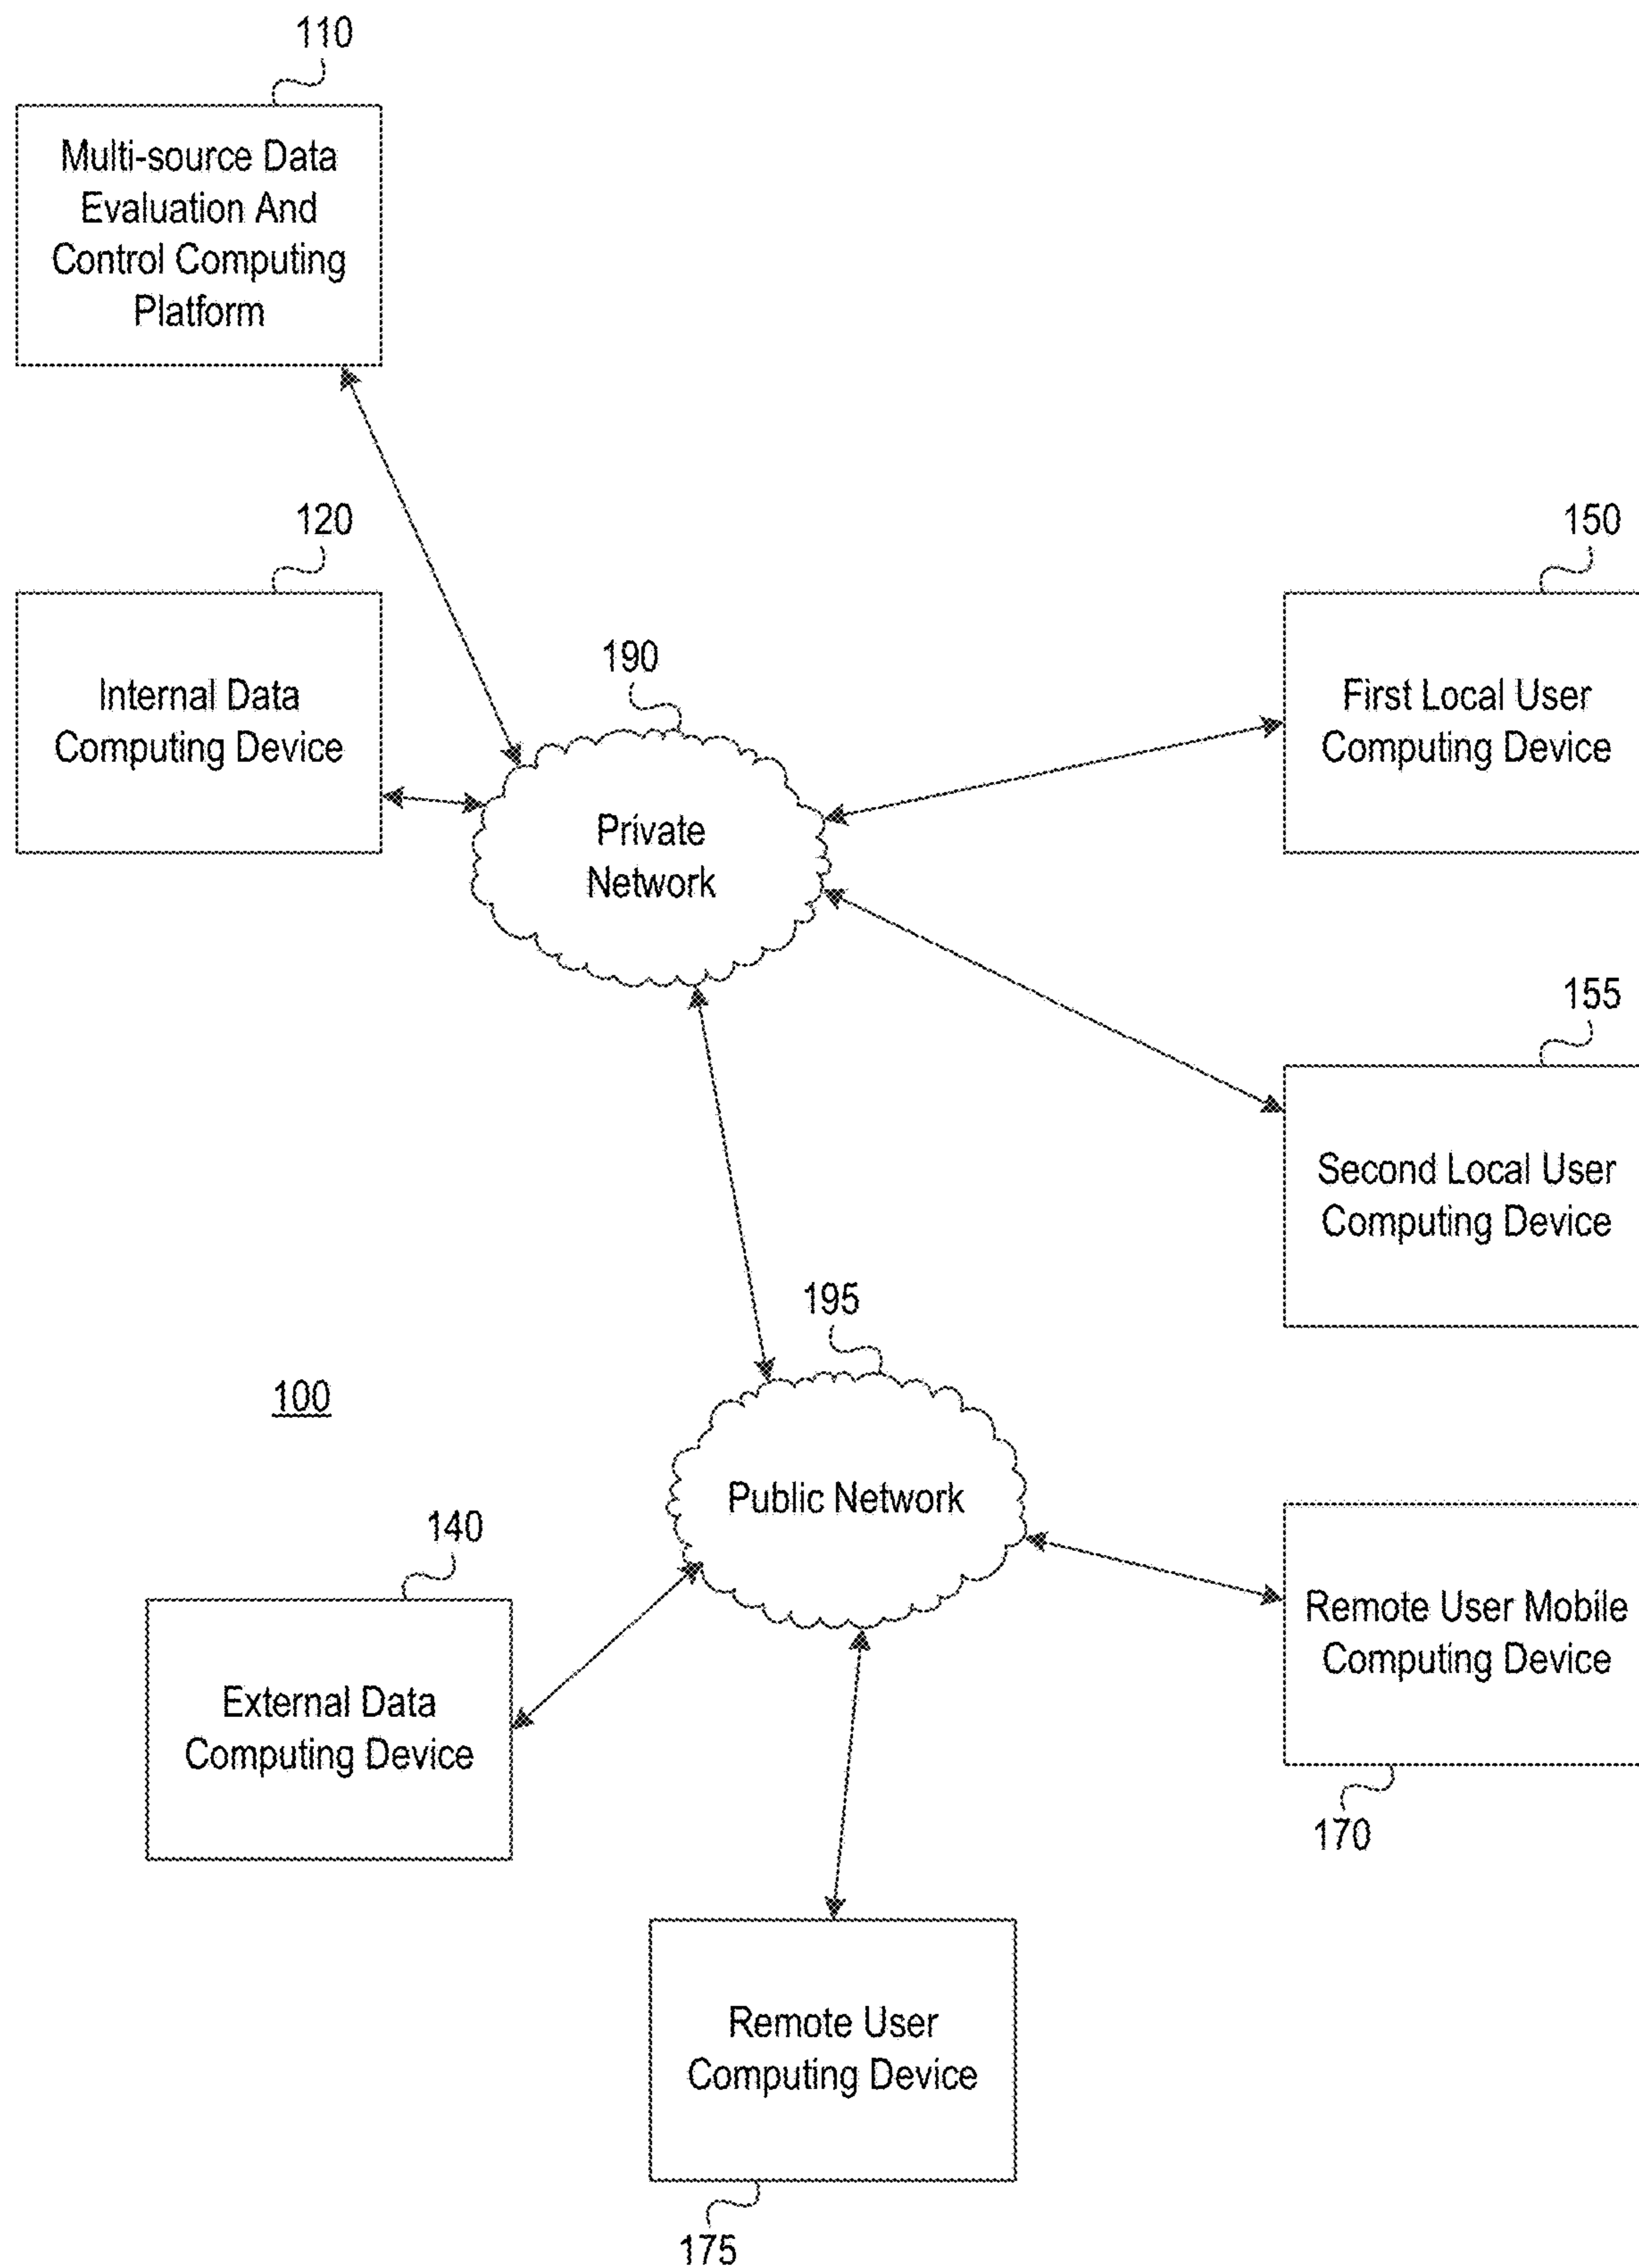 110
Multi-source Data
Evaluation And
Control Computing
Platform
120
Internal Data
Computing Device
190
Private
Network
150
First Local User
Computing Device
155
Second Local User
Computing Device
195
Public Network
100
140
External Data
Computing Device
Remote User Mobile
Computing Device
170
Remote User
Computing Device
175